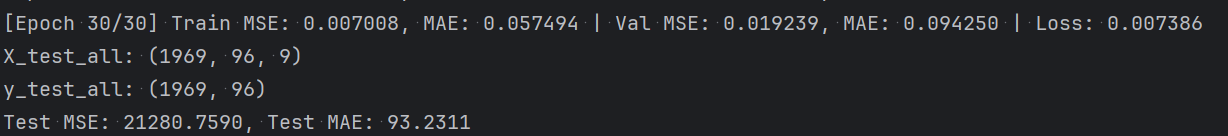 [Epoch 30/30] Train MSE: 0.007008, MAE: 0.057494 | Val MSE: 0.019239, MAE: 0.094250 | Loss: 0.007386
X_test_all: (1969, 96, 9)
y_test_all: (1969, 96)
Test MSE: 21280.7590, Test MAE: 93.2311